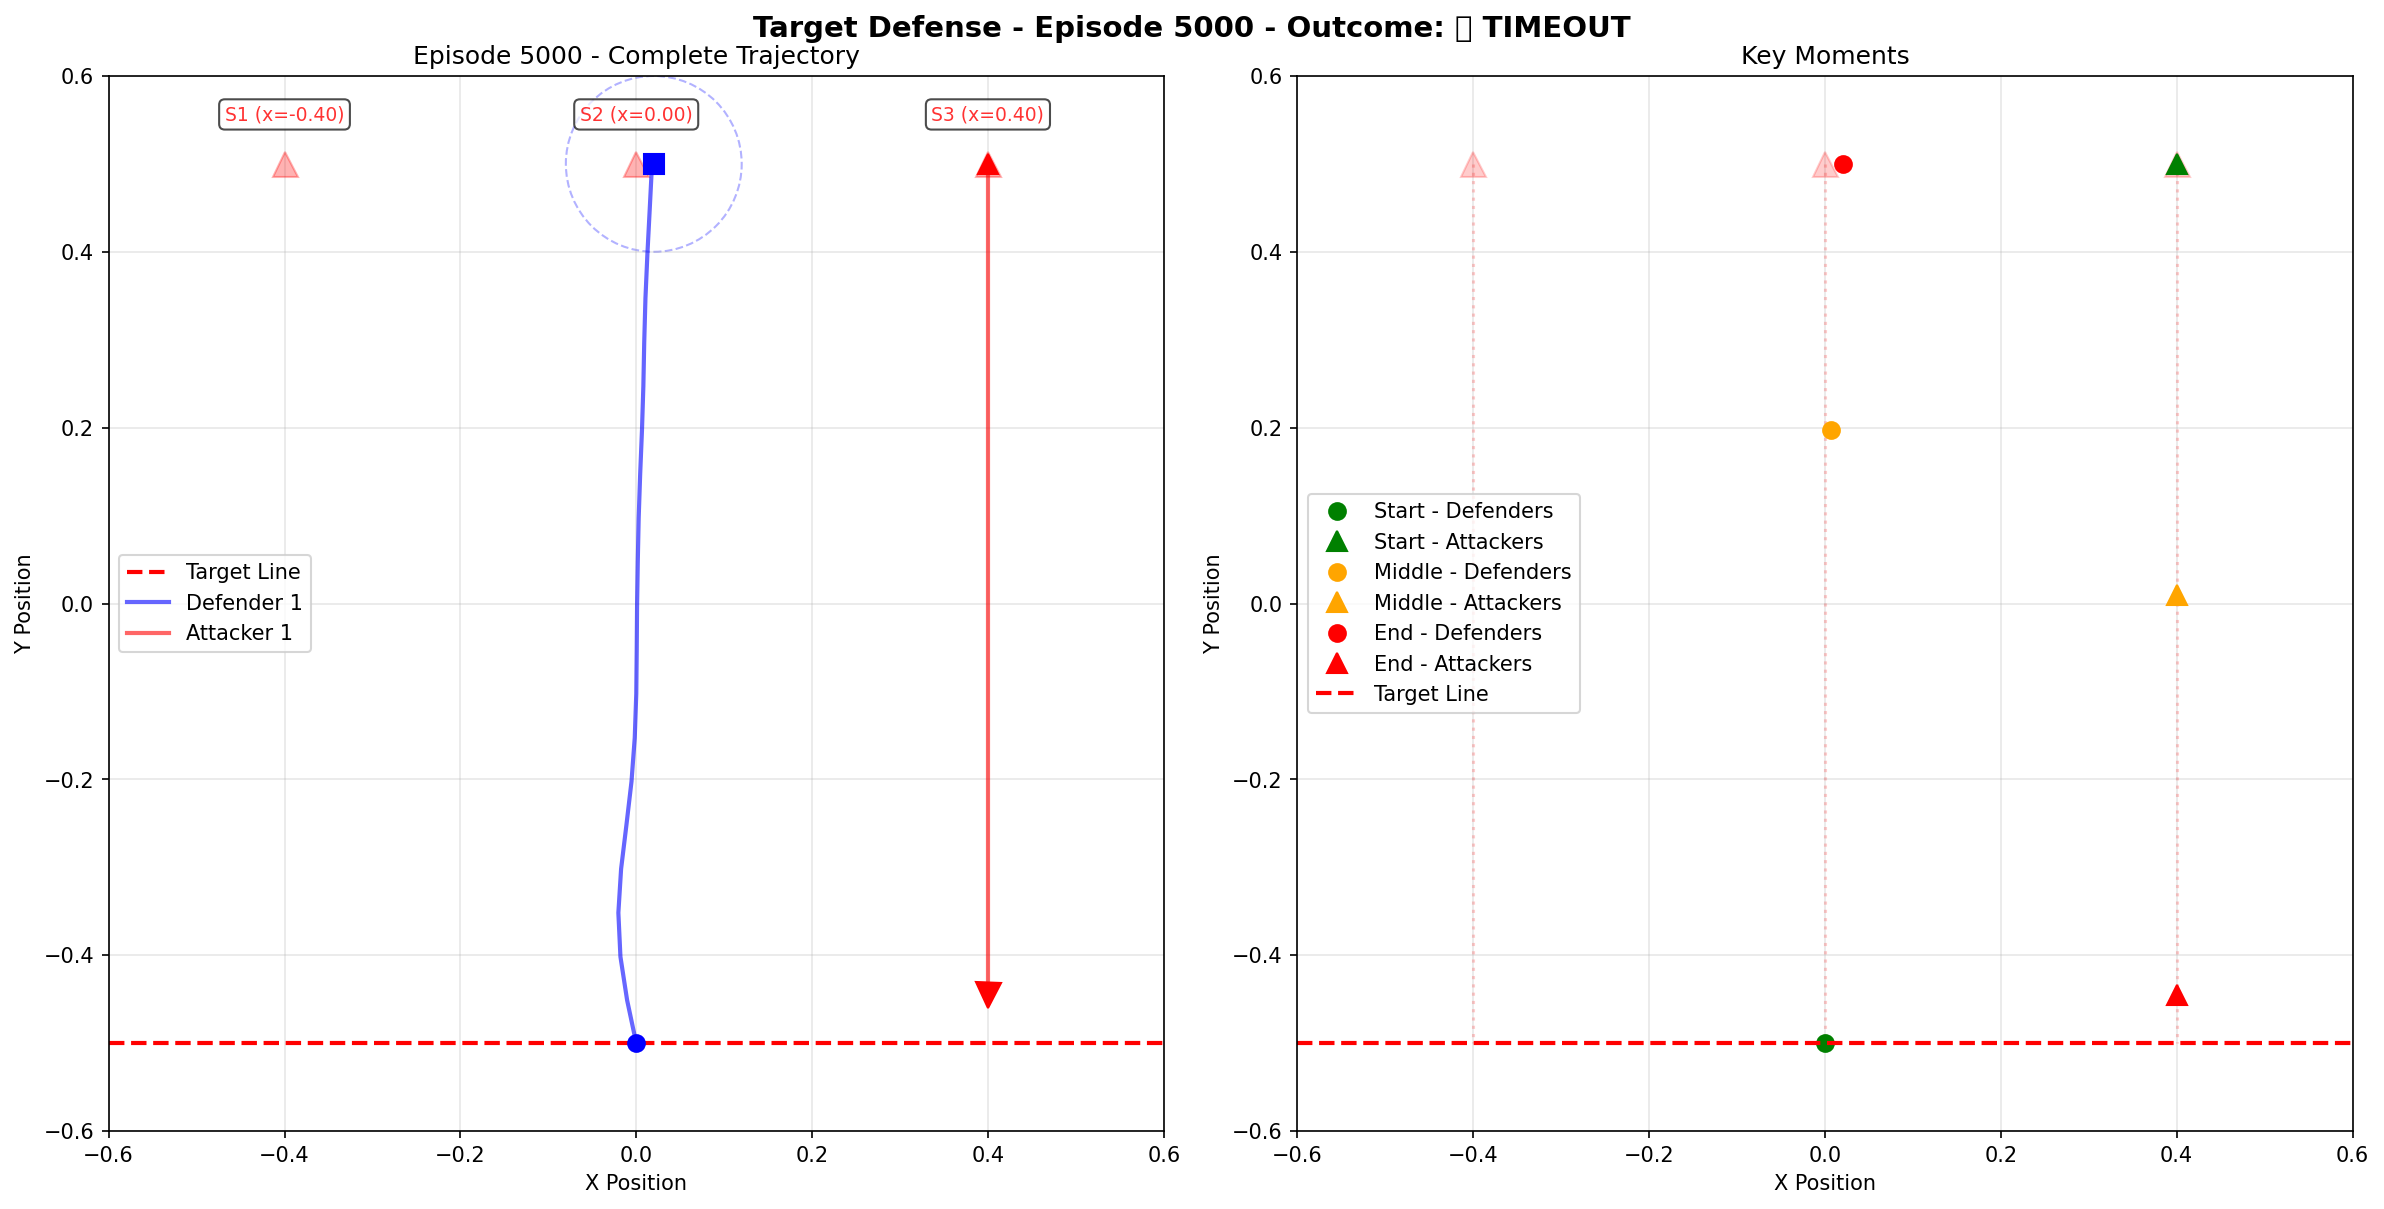 Target Defense - Episode 5000 - Outcome: ▯ TIMEOUT
Episode 5000 - Complete Trajectory
S1 (x=-0.40)
S2 (x=0.00)
S3 (x=0.40)
0.6
0.4
0.2
0.0
−0.2
−0.4
−0.6
Y Position
Target Line
Defender 1
Attacker 1
−0.6
−0.4
−0.2
0.0
0.2
0.4
0.6
X Position
Key Moments
0.6
0.4
0.2
0.0
−0.2
−0.4
−0.6
Y Position
Start - Defenders
Start - Attackers
Middle - Defenders
Middle - Attackers
End - Defenders
End - Attackers
Target Line
−0.6
−0.4
−0.2
0.0
0.2
0.4
0.6
X Position